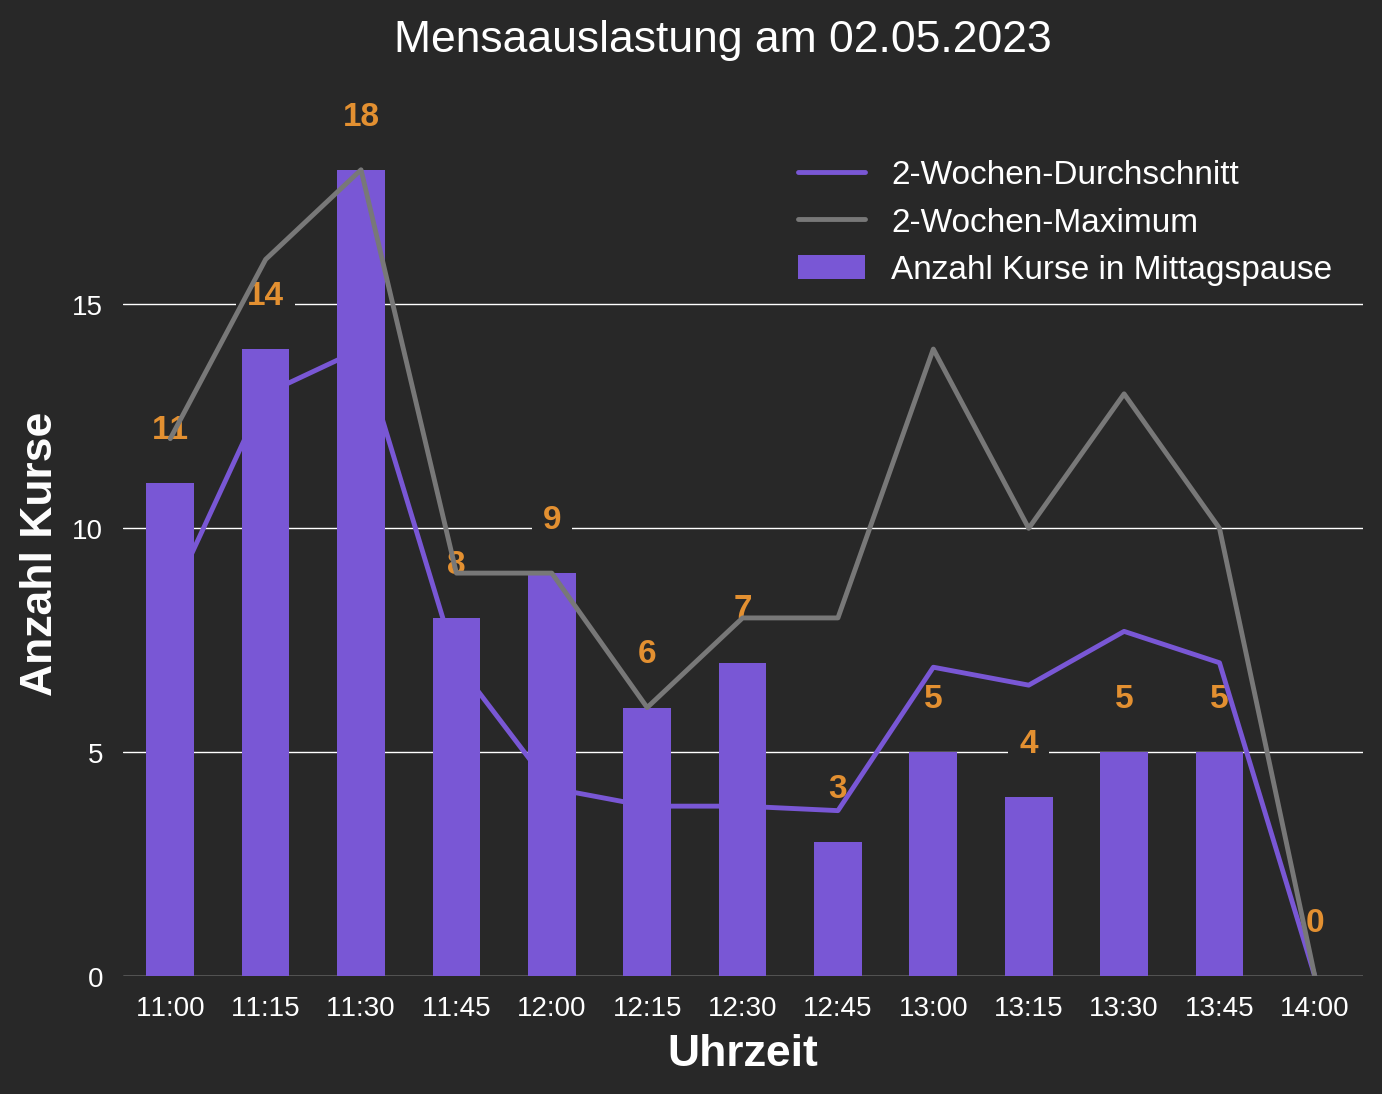 Mensaauslastung am 02.05.2023
18
2-Wochen-Durchschnitt
2-Wochen-Maximum
Anzahl Kurse in Mittagspause
14
15
11
9
10
8
7
6
5
5
5
4
5
3
0
0
Anzahl Kurse
11:00 11:15 11:30 11:45 12:00 12:15 12:30 12:45 13:00 13:15 13:30 13:45 14:00
Uhrzeit